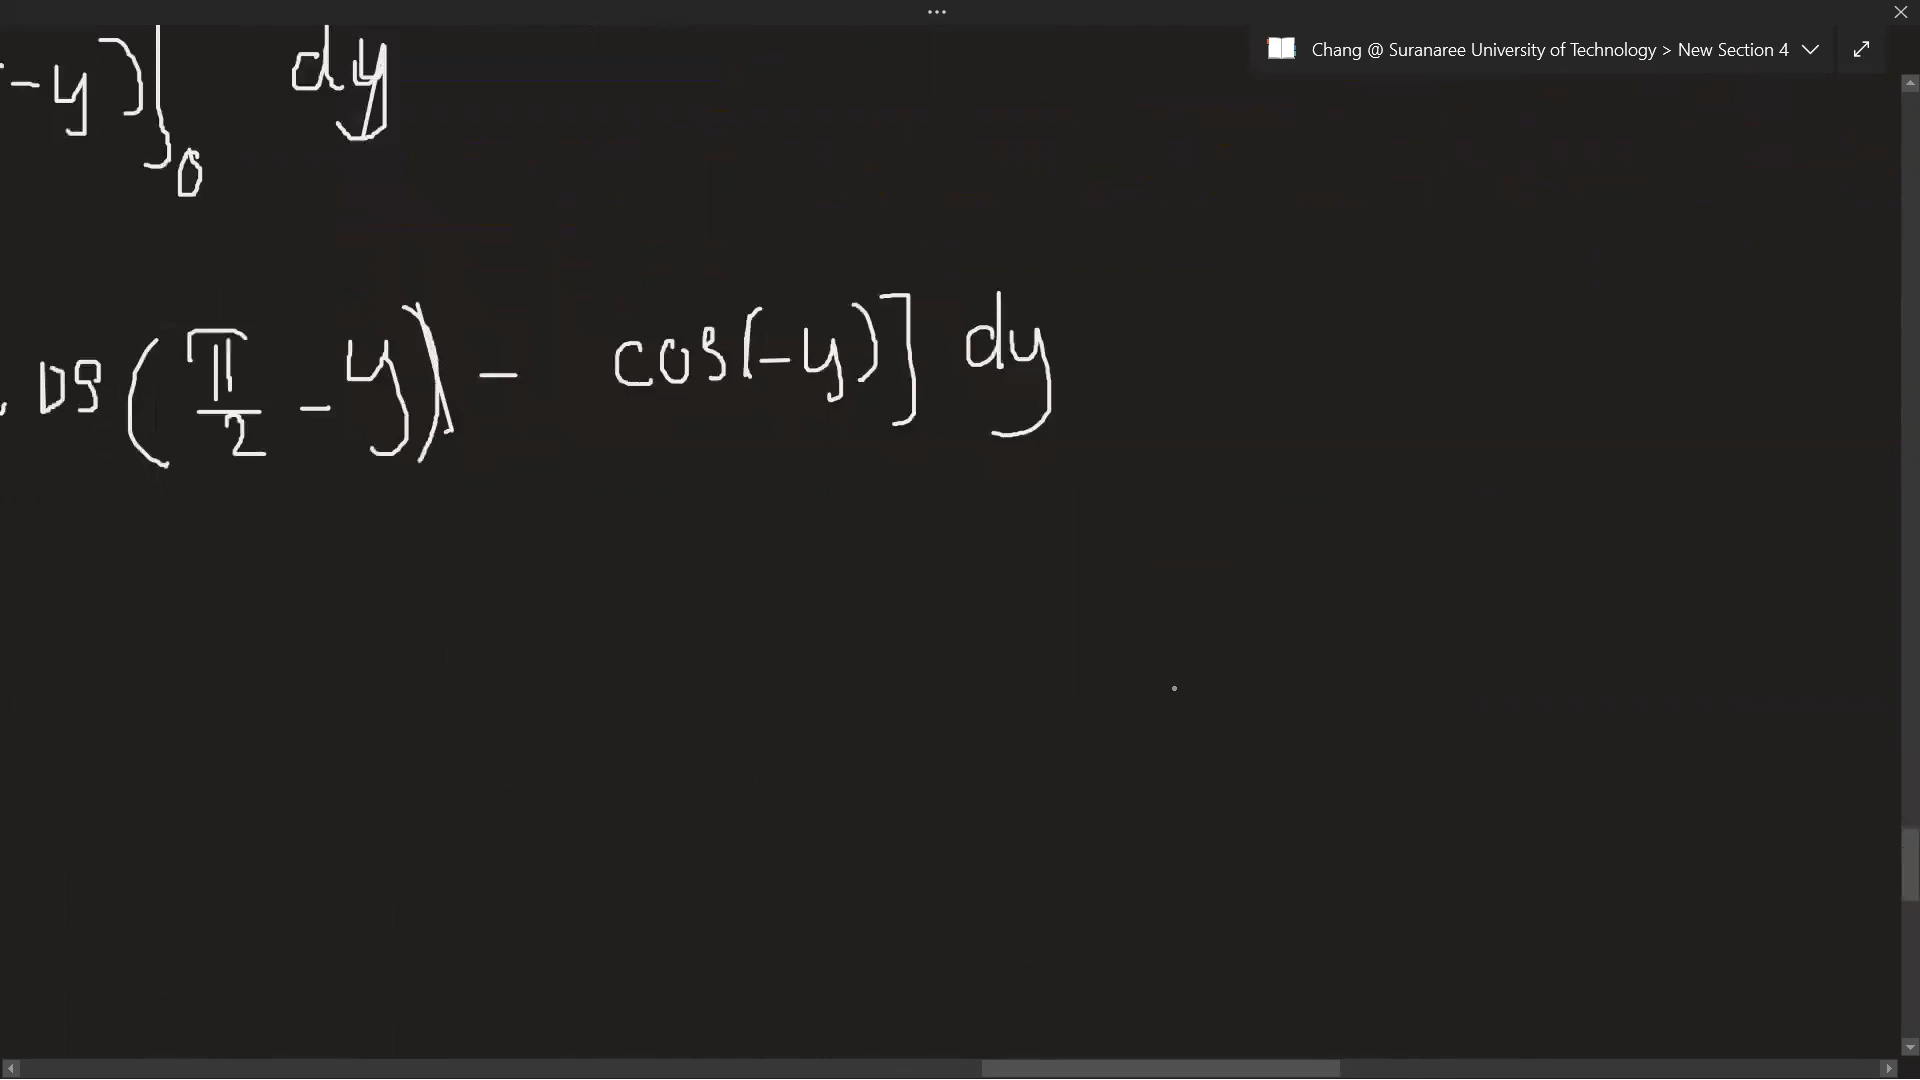 Chang @ Suranaree University of Technology > New Section 4
-y)|₀ dy
os(π/2 - y)) - cos(-y)] dy